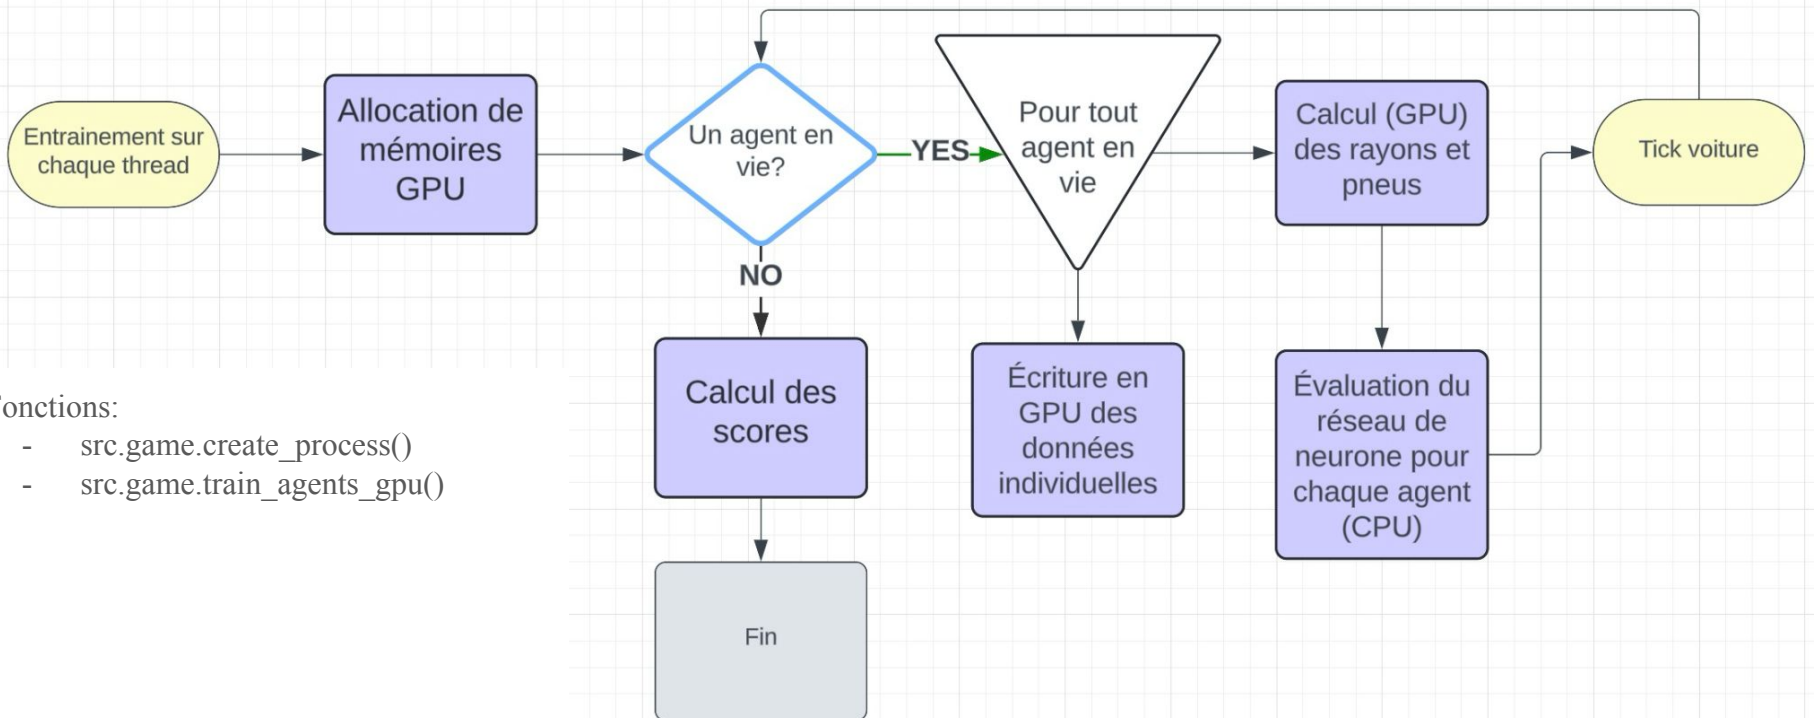 Entrainement sur
chaque thread
Allocation de
mémoires
GPU
Un agent en
vie?
YES
NO
Pour tout
agent en
vie
Calcul (GPU)
des rayons et
pneus
Tick voiture
Calcul des
scores
Écriture en
GPU des
données
individuelles
Évaluation du
réseau de
neurone pour
chaque agent
(CPU)
Fin
onctions:
- src.game.create_process()
- src.game.train_agents_gpu()